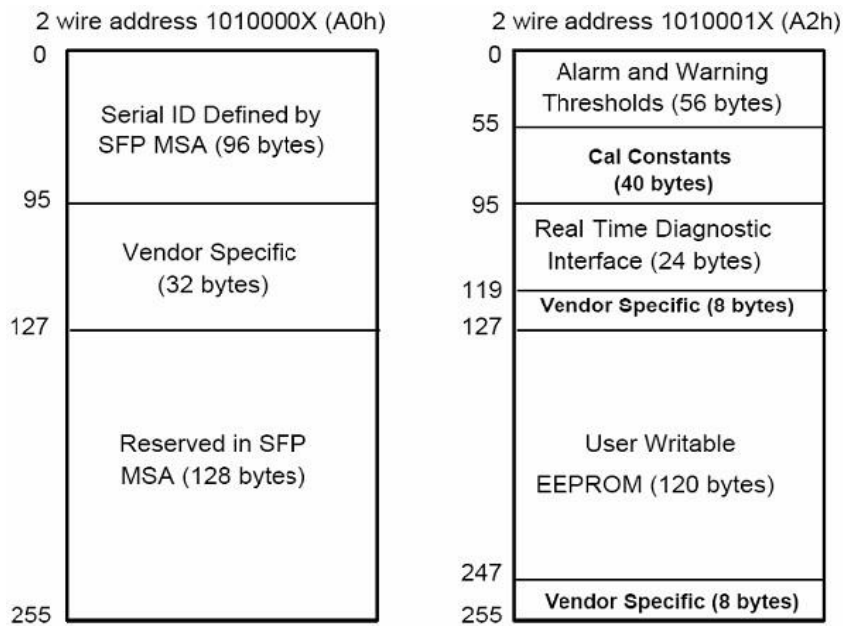 2 wire address 1010000X (A0h)
0
Serial ID Defined by
SFP MSA (96 bytes)
95
Vendor Specific
(32 bytes)
127
Reserved in SFP
MSA (128 bytes)
255
2 wire address 1010001X (A2h)
0
Alarm and Warning
Thresholds (56 bytes)
55
Cal Constants
(40 bytes)
95
Real Time Diagnostic
Interface (24 bytes)
119
Vendor Specific (8 bytes)
127
User Writable
EEPROM (120 bytes)
247
Vendor Specific (8 bytes)
255